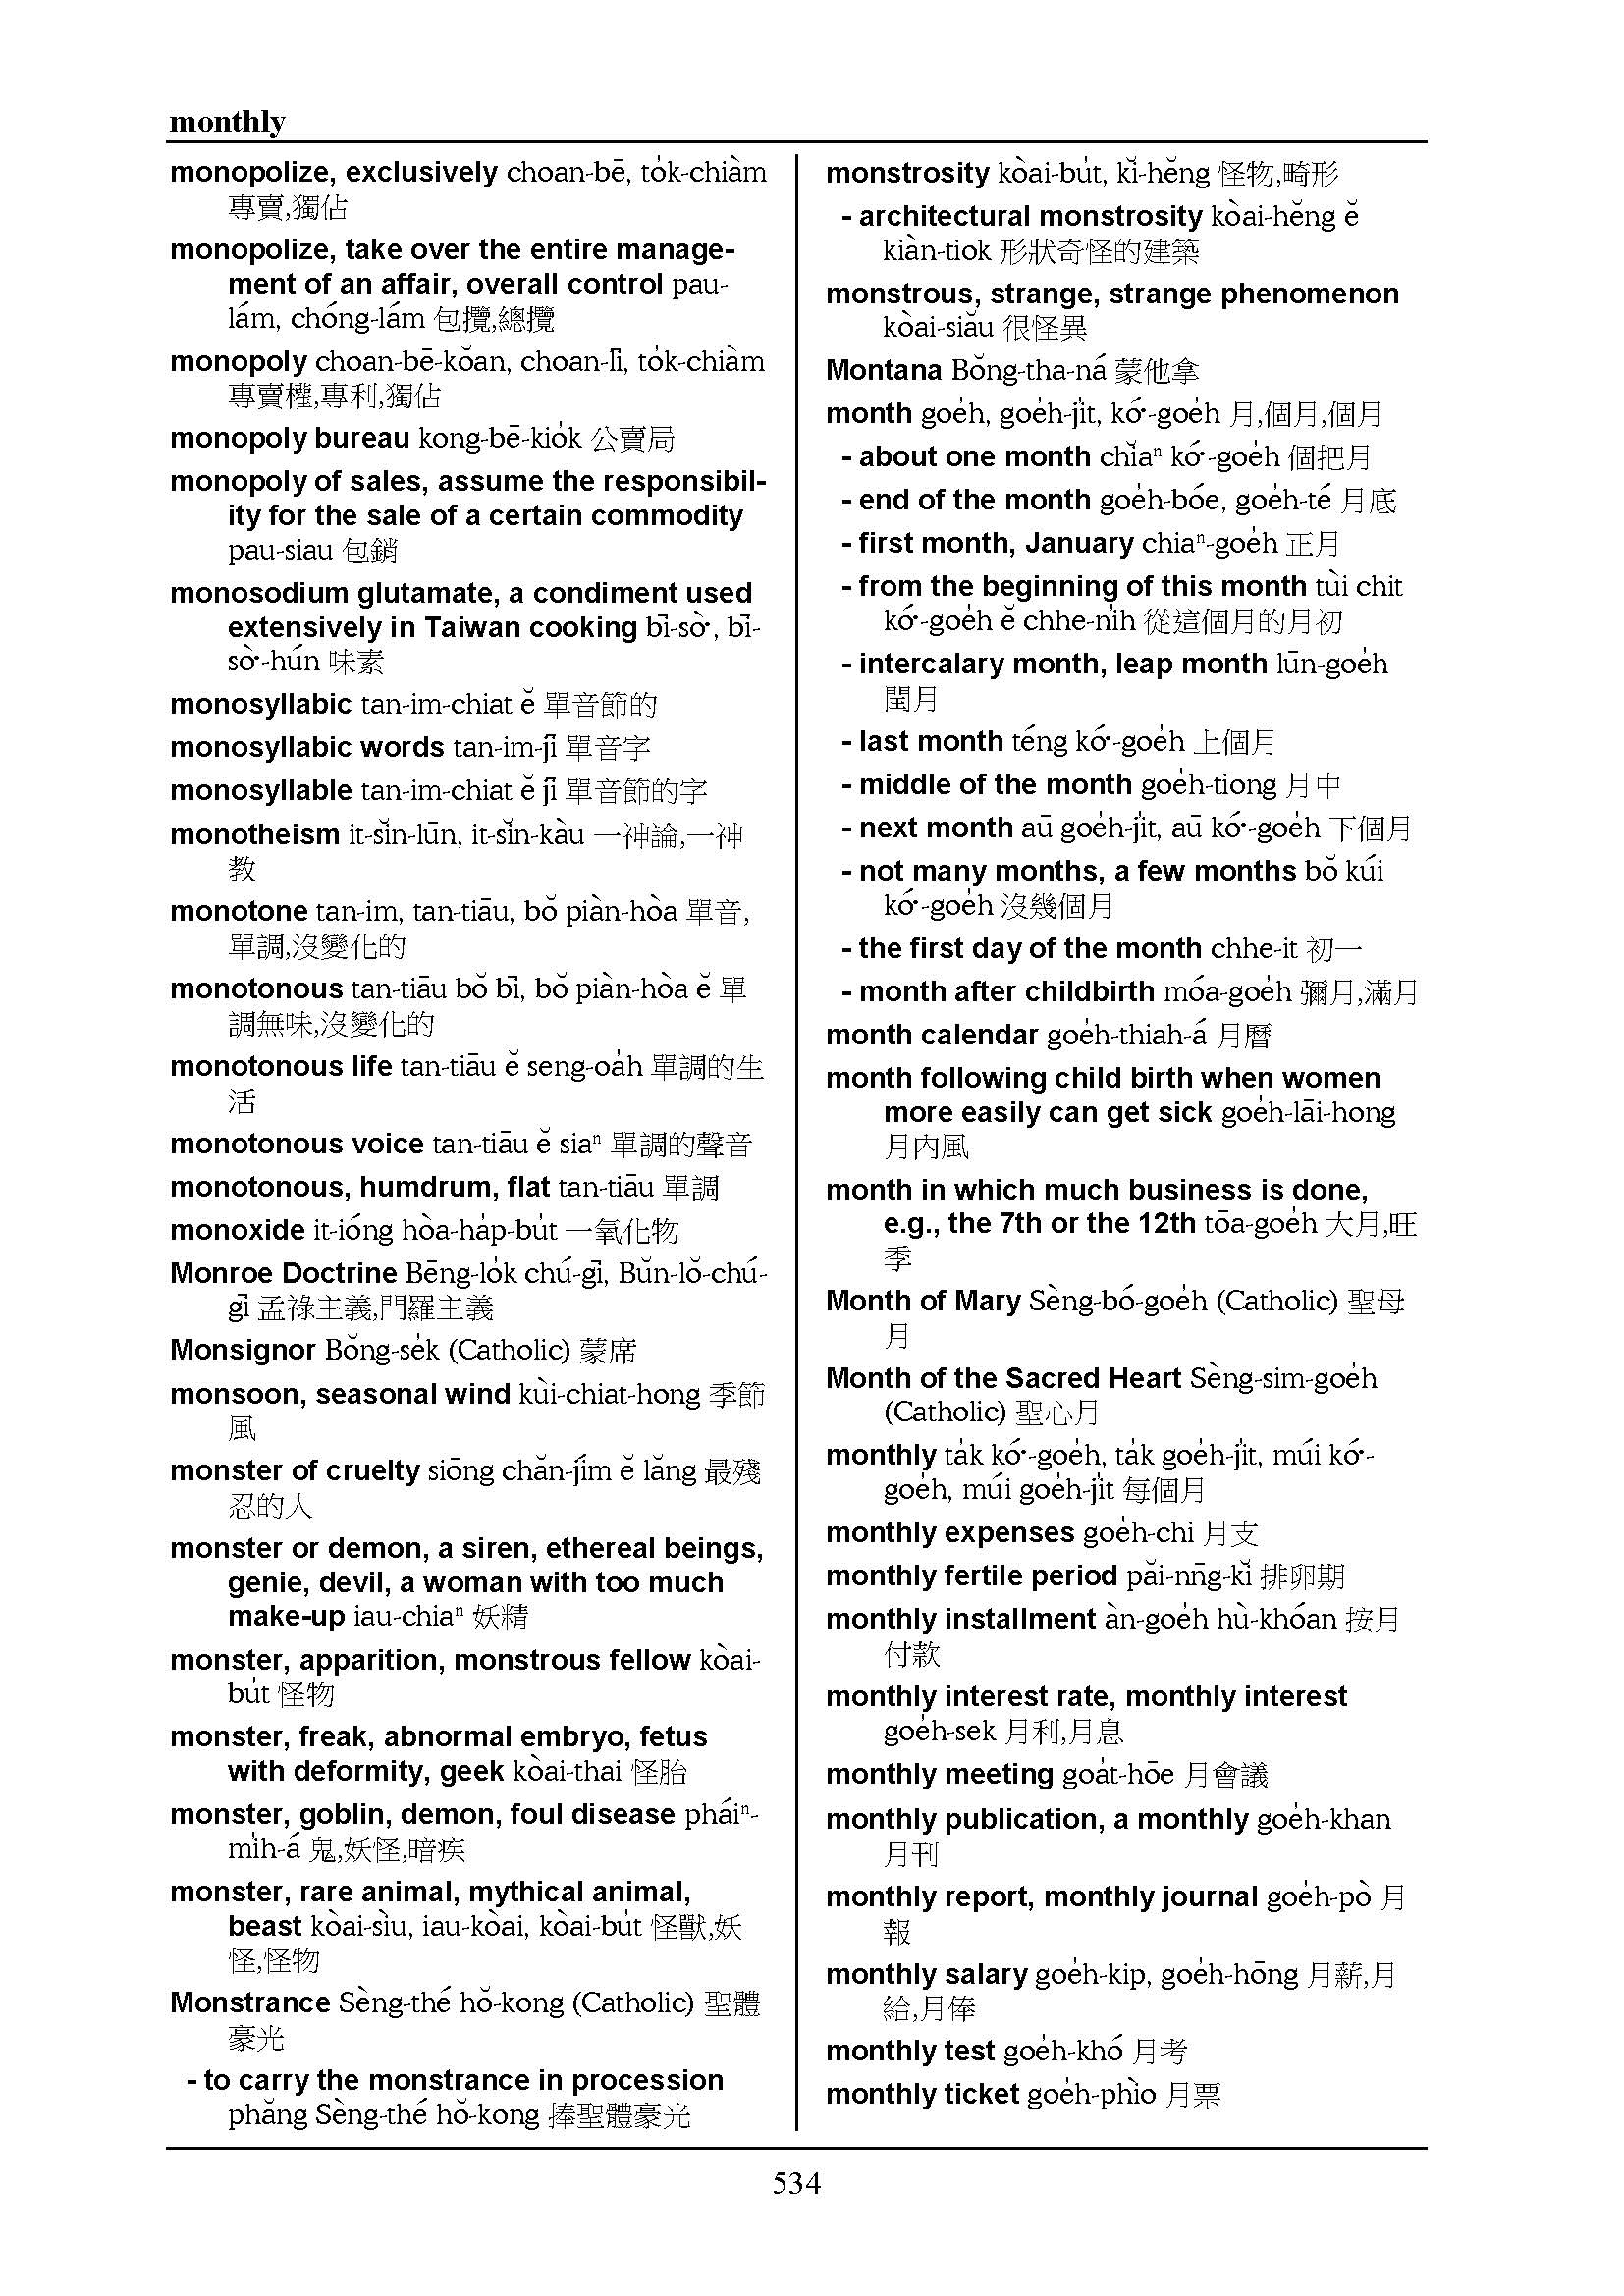 monthly
monopolize, exclusively choan-bē, to̍k-chiàm
專賣,獨佔
monopolize, take over the entire manage-
ment of an affair, overall control pau-
lám, chóng-lám 包攬,總攬
monopoly choan-bē-kŏan, choan-lī, to̍k-chiàm
專賣權,專利,獨佔
monopoly bureau kong-bē-kio̍k 公賣局
monopoly of sales, assume the responsibil-
ity for the sale of a certain commodity
pau-siau 包銷
monosodium glutamate, a condiment used
extensively in Taiwan cooking bī-sò͘, bī-
sò͘-hún 味素
monosyllabic tan-im-chiat ĕ 單音節的
monosyllabic words tan-im-jī 單音字
monosyllable tan-im-chiat ĕ jī 單音節的字
monotheism it-sĭn-lūn, it-sĭn-kàu 一神論,一神
教
monotone tan-im, tan-tiāu, bŏ piàn-hòa 單音,
單調,沒變化的
monotonous tan-tiāu bŏ bī, bŏ piàn-hòa ĕ 單
調無味,沒變化的
monotonous life tan-tiāu ĕ seng-oa̍h 單調的生
活
monotonous voice tan-tiāu ĕ siaⁿ 單調的聲音
monotonous, humdrum, flat tan-tiāu 單調
monoxide it-ióng hòa-ha̍p-bu̍t 一氧化物
Monroe Doctrine Bēng-lo̍k chú-gī, Bŭn-lŏ-chú-
gī 孟祿主義,門羅主義
Monsignor Bŏng-se̍k (Catholic) 蒙席
monsoon, seasonal wind kùi-chiat-hong 季節
風
monster of cruelty siōng chăn-jím ĕ lăng 最殘
忍的人
monster or demon, a siren, ethereal beings,
genie, devil, a woman with too much
make-up iau-chiaⁿ 妖精
monster, apparition, monstrous fellow kòai-
bu̍t 怪物
monster, freak, abnormal embryo, fetus
with deformity, geek kòai-thai 怪胎
monster, goblin, demon, foul disease pháiⁿ-
mi̍h-á 鬼,妖怪,暗疾
monster, rare animal, mythical animal,
beast kòai-sìu, iau-kòai, kòai-bu̍t 怪獸,妖
怪,怪物
Monstrance Sèng-thé hŏ-kong (Catholic) 聖體
豪光
- to carry the monstrance in procession
phăng Sèng-thé hŏ-kong 捧聖體豪光
monstrosity kòai-bu̍t, kĭ-hĕng 怪物,畸形
- architectural monstrosity kòai-hĕng ĕ
kiàn-tiok 形狀奇怪的建築
monstrous, strange, strange phenomenon
kòai-siău 很怪異
Montana Bŏng-tha-ná 蒙他拿
month goe̍h, goe̍h-ji̍t, kó͘-goe̍h 月,個月,個月
- about one month chĭaⁿ kó͘-goe̍h 個把月
- end of the month goe̍h-bóe, goe̍h-té 月底
- first month, January chiaⁿ-goe̍h 正月
- from the beginning of this month tùi chit
kó͘-goe̍h ĕ chhe-ni̍h 從這個月的月初
- intercalary month, leap month lūn-goe̍h
閏月
- last month téng kó͘-goe̍h 上個月
- middle of the month goe̍h-tiong 月中
- next month aū goe̍h-ji̍t, aū kó͘-goe̍h 下個月
- not many months, a few months bŏ kúi
kó͘-goe̍h 沒幾個月
- the first day of the month chhe-it 初一
- month after childbirth móa-goe̍h 彌月,滿月
month calendar goe̍h-thiah-á 月曆
month following child birth when women
more easily can get sick goe̍h-lāi-hong
月內風
month in which much business is done,
e.g., the 7th or the 12th tōa-goe̍h 大月,旺
季
Month of Mary Sèng-bó-goe̍h (Catholic) 聖母
月
Month of the Sacred Heart Sèng-sim-goe̍h
(Catholic) 聖心月
monthly ta̍k kó͘-goe̍h, ta̍k goe̍h-ji̍t, múi kó͘-
goe̍h, múi goe̍h-ji̍t 每個月
monthly expenses goe̍h-chi 月支
monthly fertile period păi-nn̄g-kĭ 排卵期
monthly installment àn-goe̍h hù-khóan 按月
付款
monthly interest rate, monthly interest
goe̍h-sek 月利,月息
monthly meeting goa̍t-hōe 月會議
monthly publication, a monthly goe̍h-khan
月刊
monthly report, monthly journal goe̍h-pò 月
報
monthly salary goe̍h-kip, goe̍h-hōng 月薪,月
給,月俸
monthly test goe̍h-khó 月考
monthly ticket goe̍h-phìo 月票
534